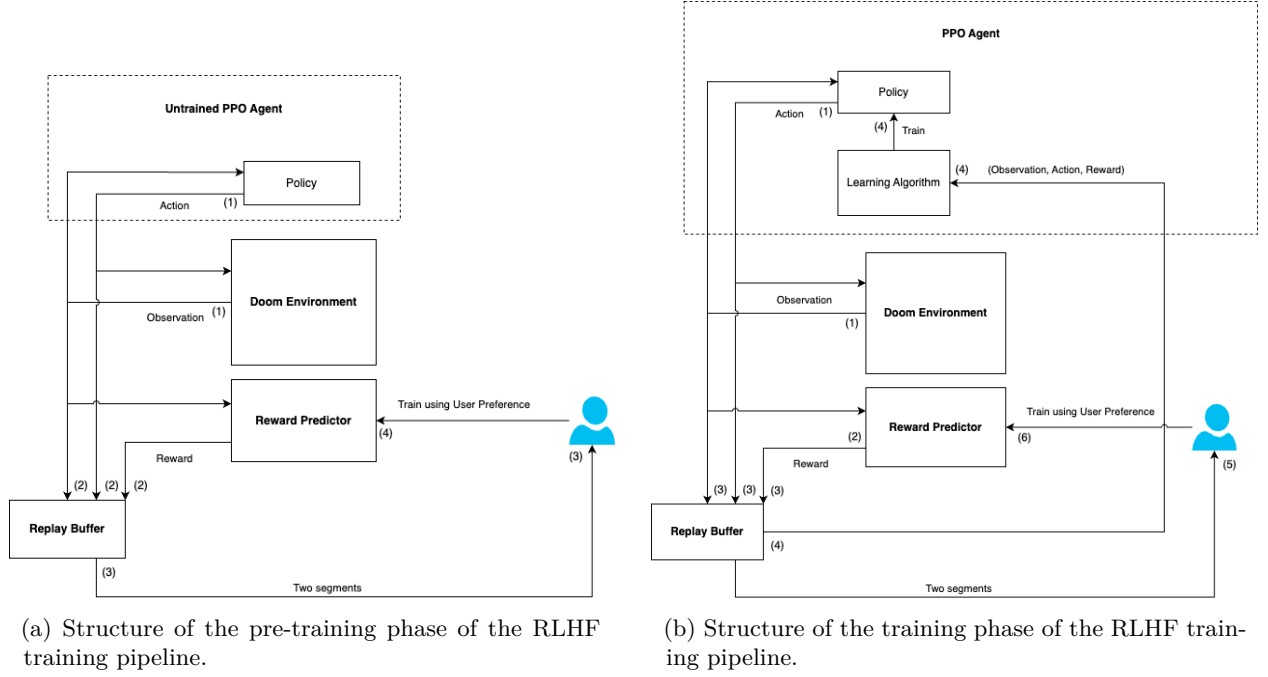 Untrained PPO Agent
Policy
Action
(1)
Doom Environment
(1)
Observation
Reward Predictor
Train using User Preference
(4)
Reward
(3)
(2)
(2)
(2)
Replay Buffer
(3)
Two segments
(a) Structure of the pre-training phase of the RLHF
training pipeline.
PPO Agent
Policy
Action
(1)
(4)
Train
Learning Algorithm
(4)
(Observation, Action, Reward)
Observation
Doom Environment
(1)
Reward Predictor
Train using User Preference
(2)
(6)
Reward
(5)
(3)
(3)
(3)
Replay Buffer
(4)
Two segments
(b) Structure of the training phase of the RLHF train-
ing pipeline.